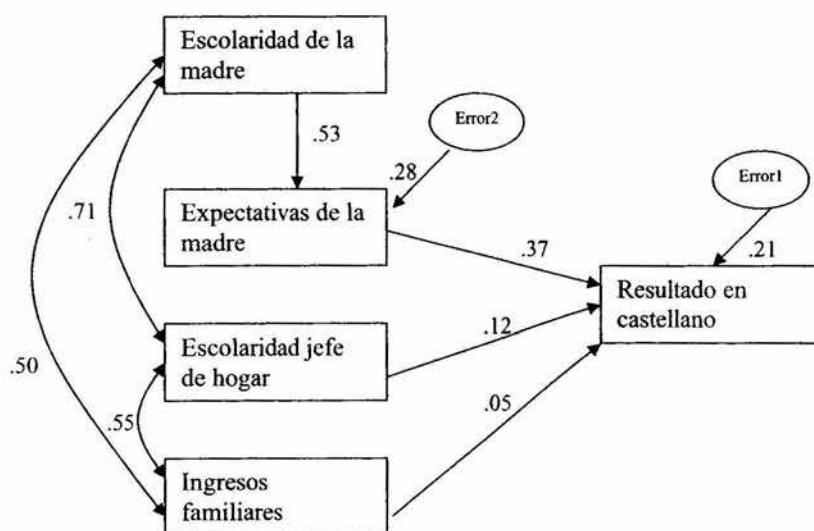 Escolaridad de la
madre
.53
Error2
.28
Error1
.71
Expectativas de la
madre
.37
.21
Resultado en
castellano
.12
Escolaridad jefe
de hogar
.50
.05
.55
Ingresos
familiares